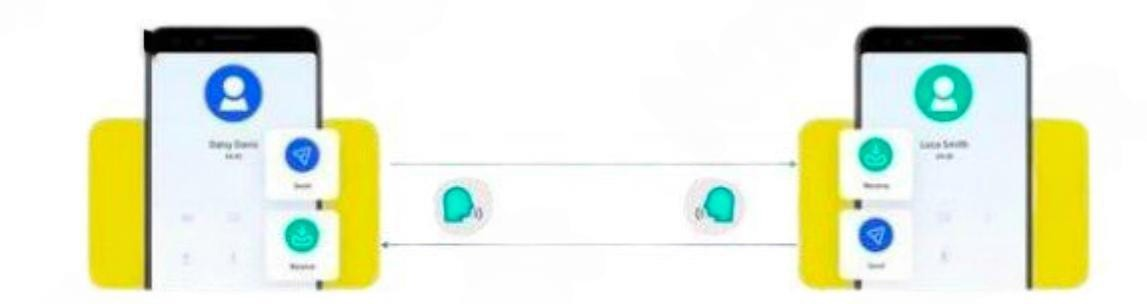 Daisy Davis
Send
Receive
Luca Smith
Receive
Send